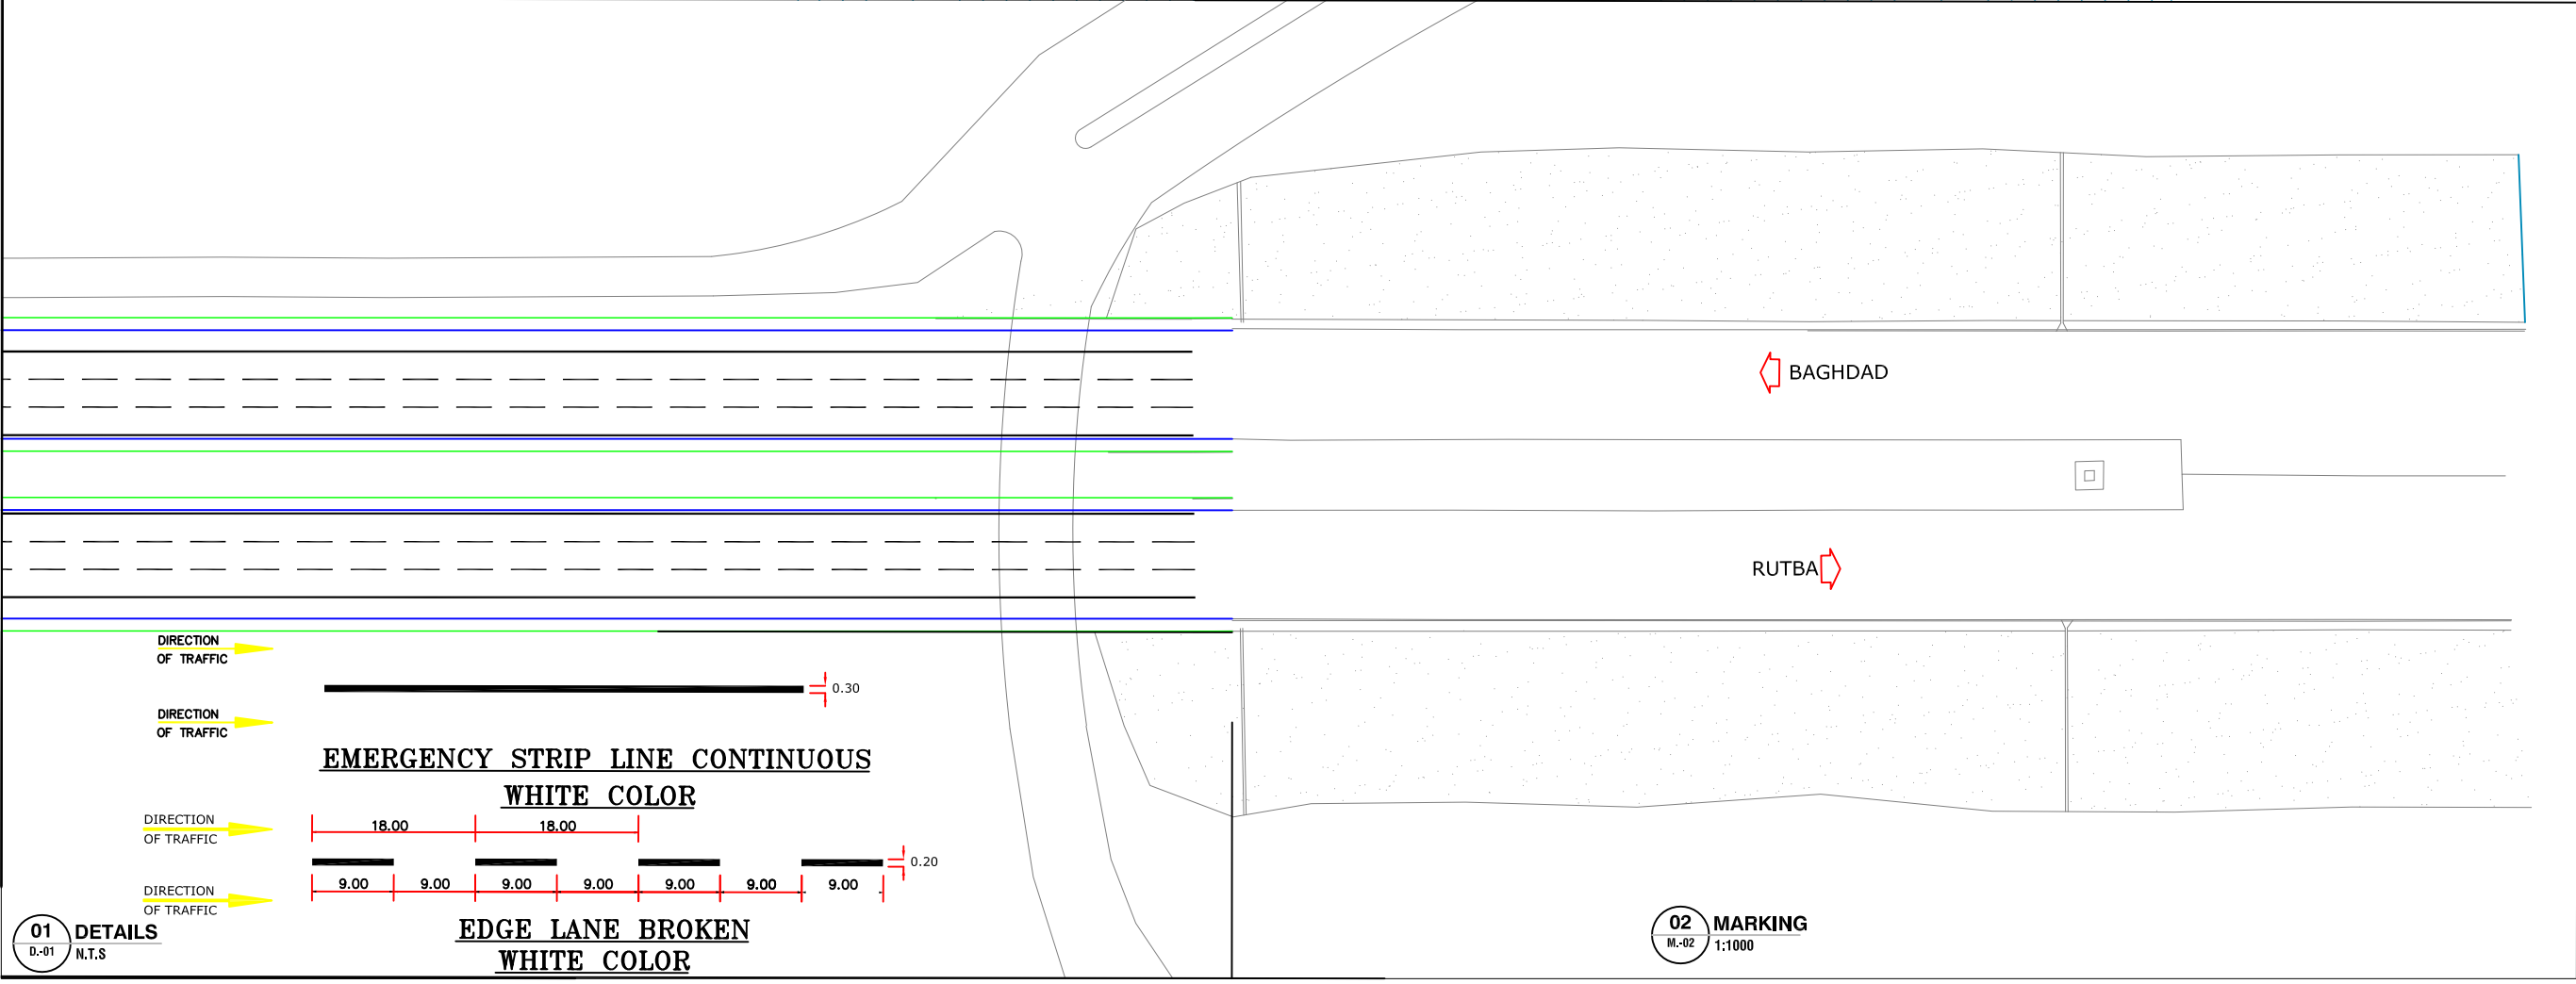 BAGHDAD
RUTBA
DIRECTION
OF TRAFFIC
0.30
DIRECTION
OF TRAFFIC
EMERGENCY STRIP LINE CONTINUOUS
WHITE COLOR
DIRECTION
OF TRAFFIC
18.00 18.00
0.20
9.00 9.00 9.00 9.00 9.00 9.00 9.00
DIRECTION
OF TRAFFIC
EDGE LANE BROKEN
WHITE COLOR
01 DETAILS
D.-01 N.T.S
02 MARKING
M.-02 1:1000